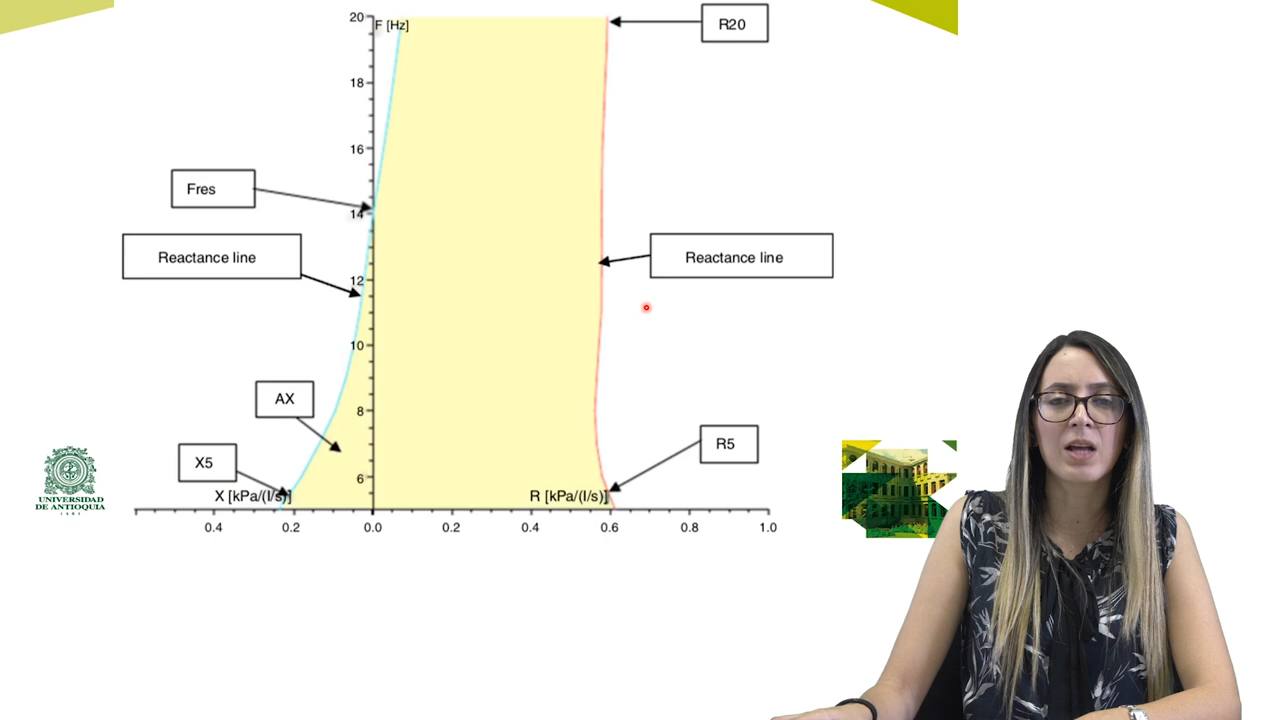 20
F [Hz]
R20
18
16
Fres
14
Reactance line
Reactance line
12
10
AX
8
R5
X5
6
X [kPa/(l/s)]
R [kPa/(l/s)]
0.4
0.2
0.0
0.2
0.4
0.6
0.8
1.0
UNIVERSIDAD
DE ANTIOQUIA